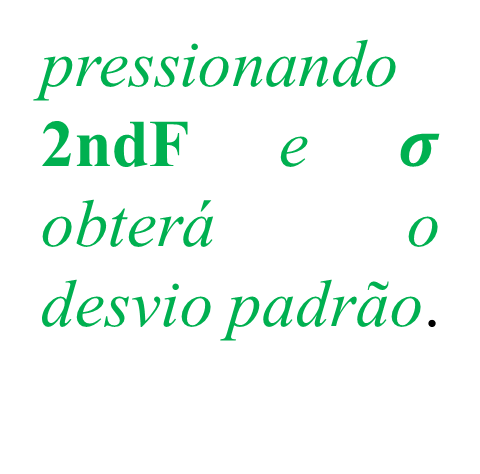 pressionando
2ndF e σ
obterá o
desvio padrão.